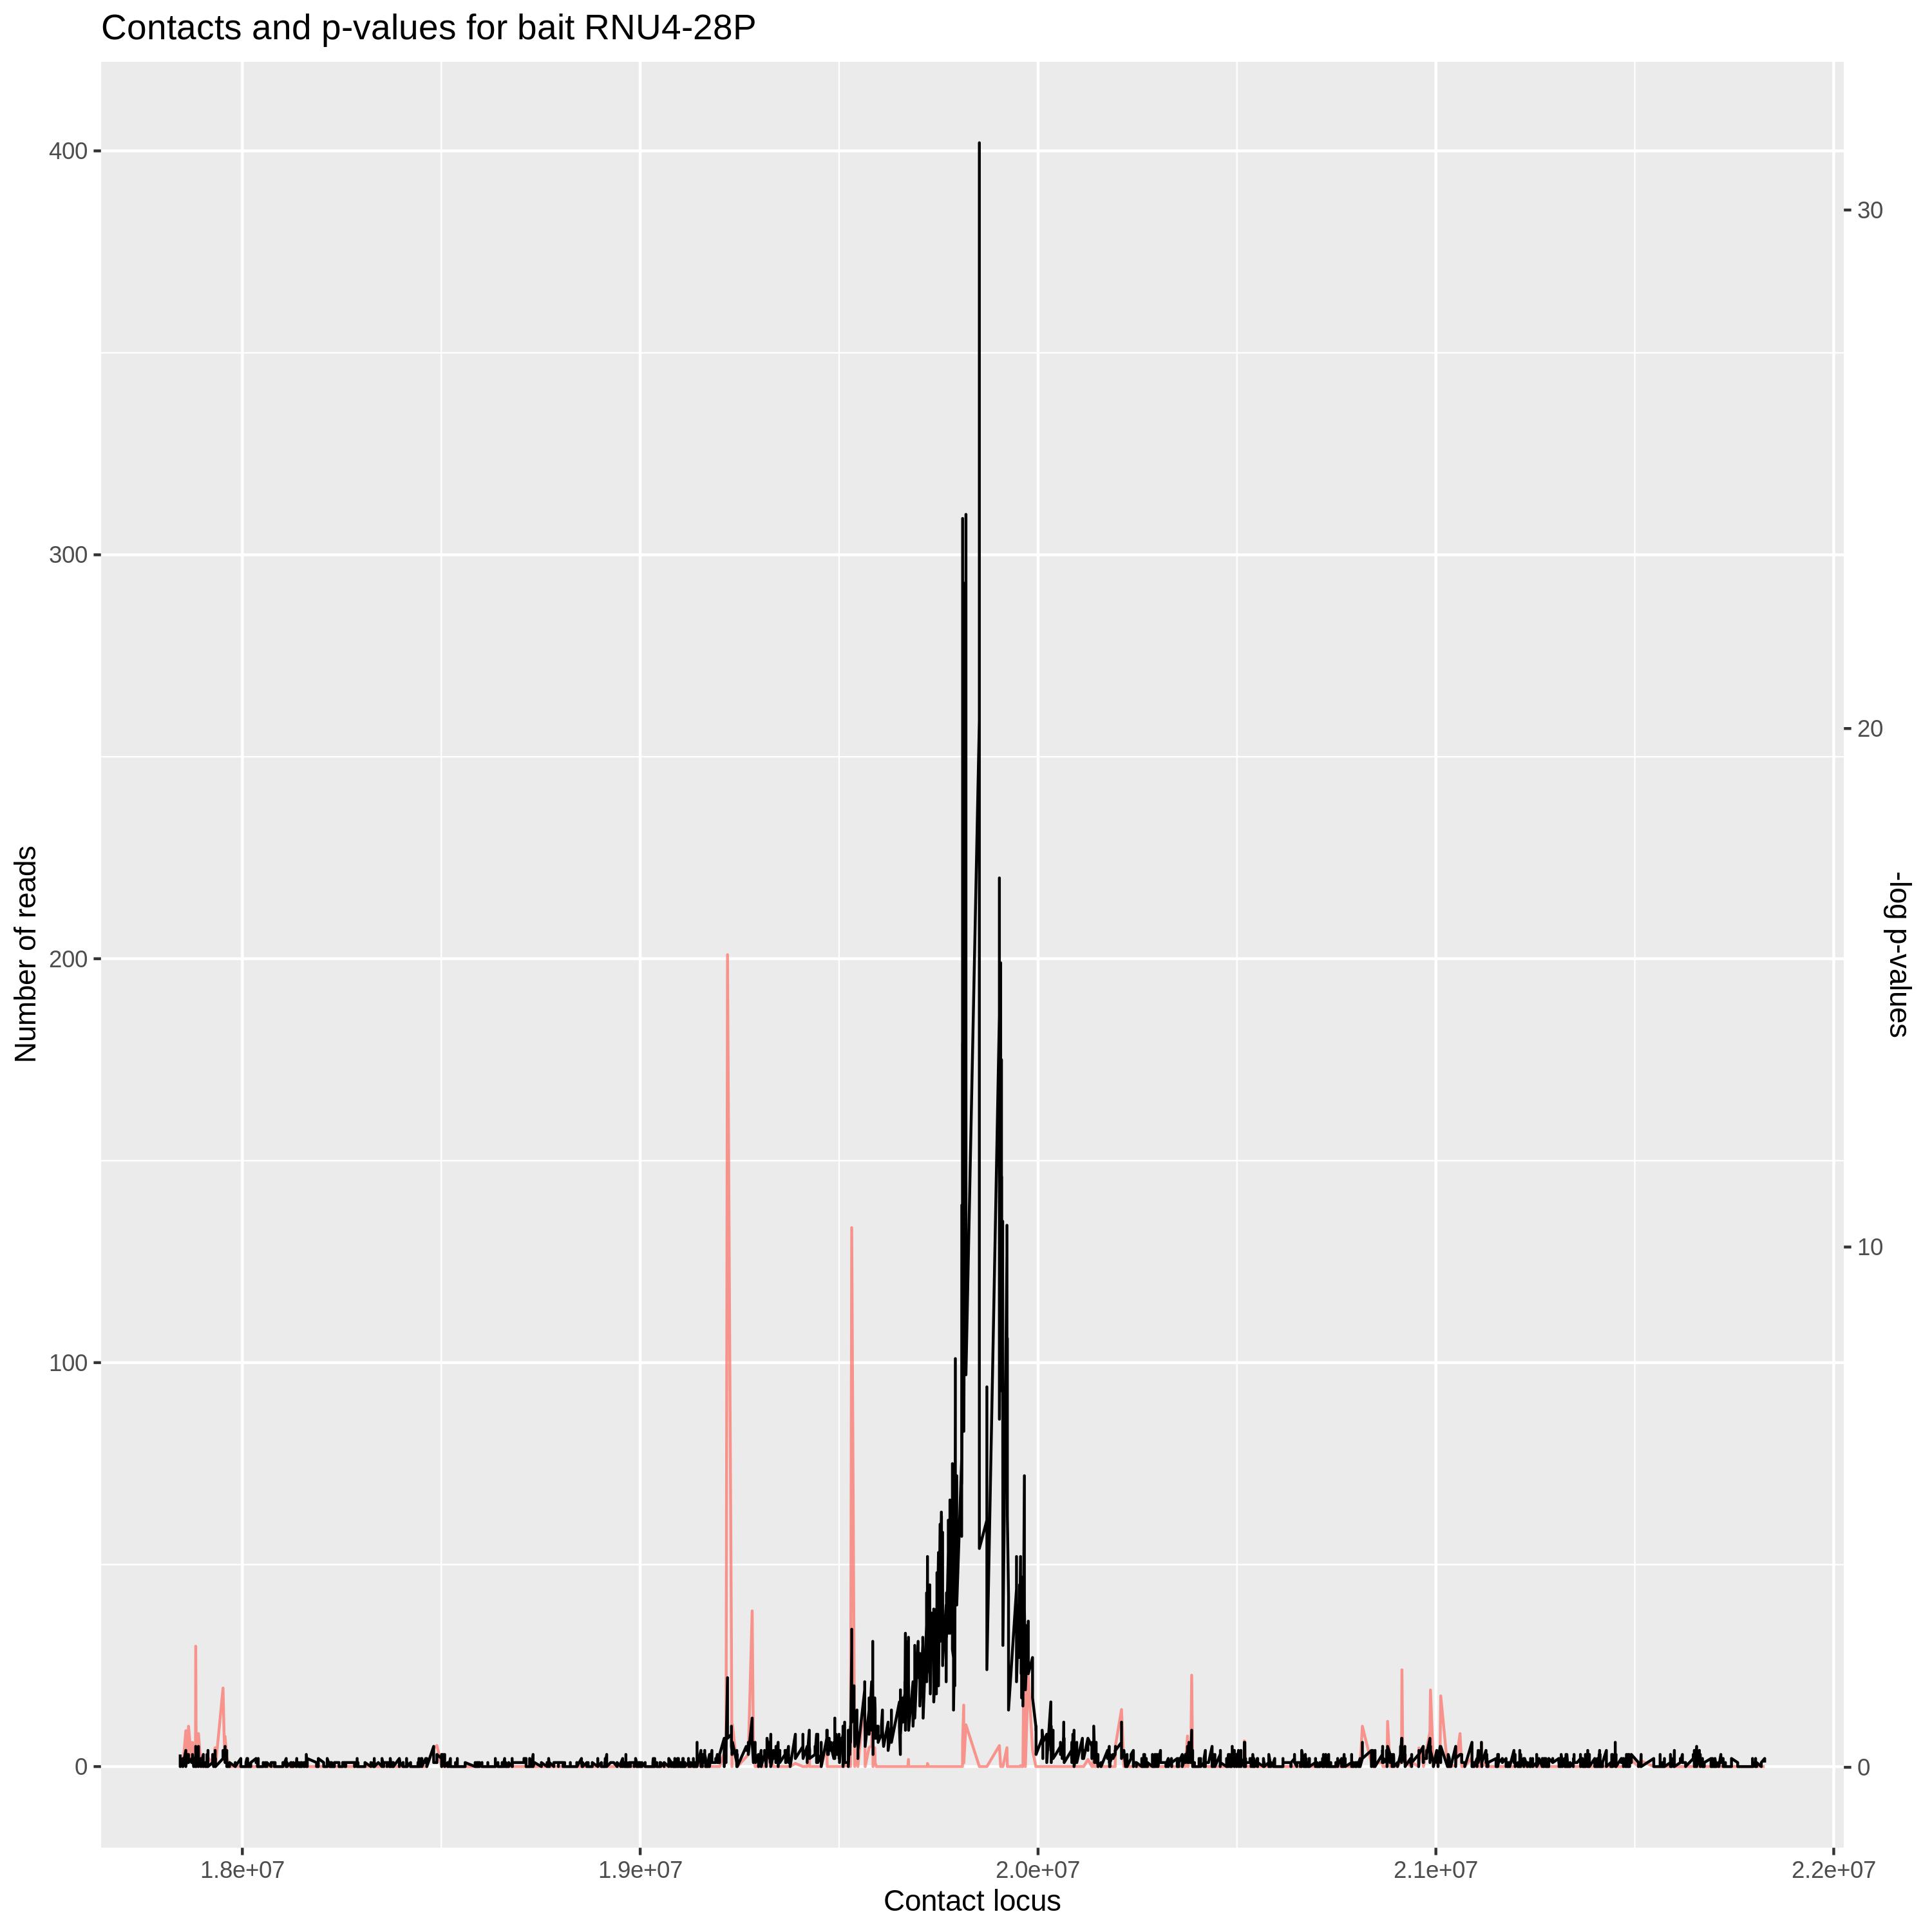 Contacts and p-values for bait RNU4-28P
400
300
200
100
0
30
20
10
0
Number of reads
-log p-values
1.8e+07
1.9e+07
2.0e+07
2.1e+07
2.2e+07
Contact locus